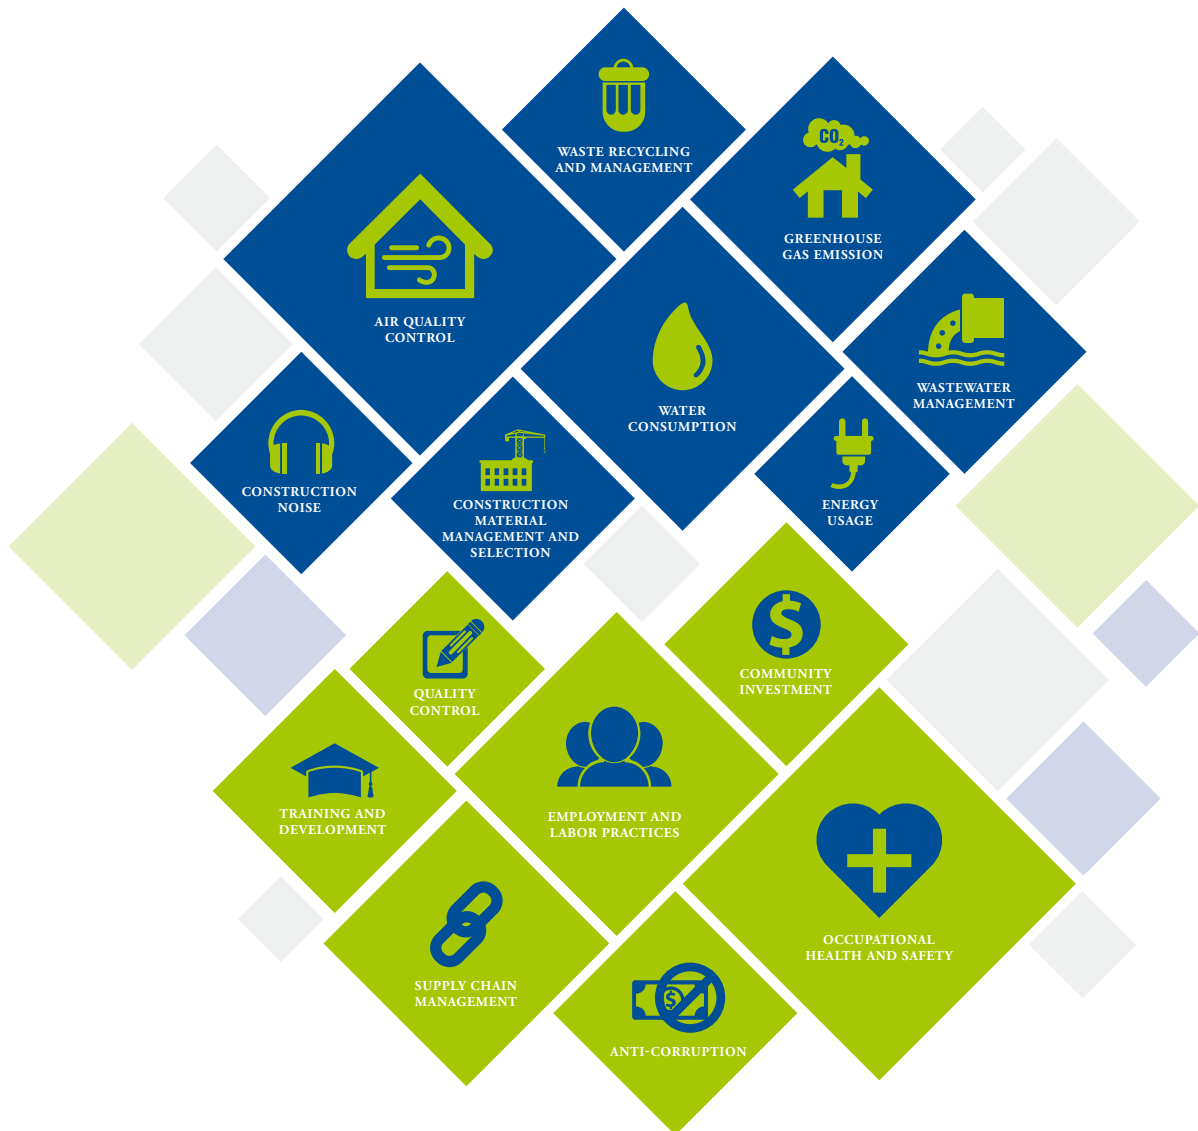 WASTE RECYCLING
AND MANAGEMENT
CO2
GREENHOUSE
GAS EMISSION
AIR QUALITY
CONTROL
WATER
CONSUMPTION
WASTEWATER
MANAGEMENT
CONSTRUCTION
NOISE
CONSTRUCTION
MATERIAL
MANAGEMENT AND
SELECTION
ENERGY
USAGE
$
COMMUNITY
INVESTMENT
QUALITY
CONTROL
TRAINING AND
DEVELOPMENT
EMPLOYMENT AND
LABOR PRACTICES
OCCUPATIONAL
HEALTH AND SAFETY
SUPPLY CHAIN
MANAGEMENT
$
ANTI-CORRUPTION